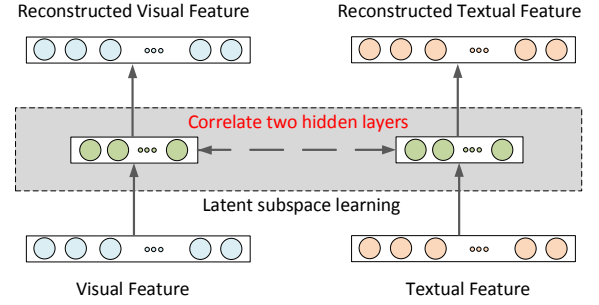 Reconstructed Visual Feature
Reconstructed Textual Feature
Correlate two hidden layers
Latent subspace learning
Visual Feature
Textual Feature